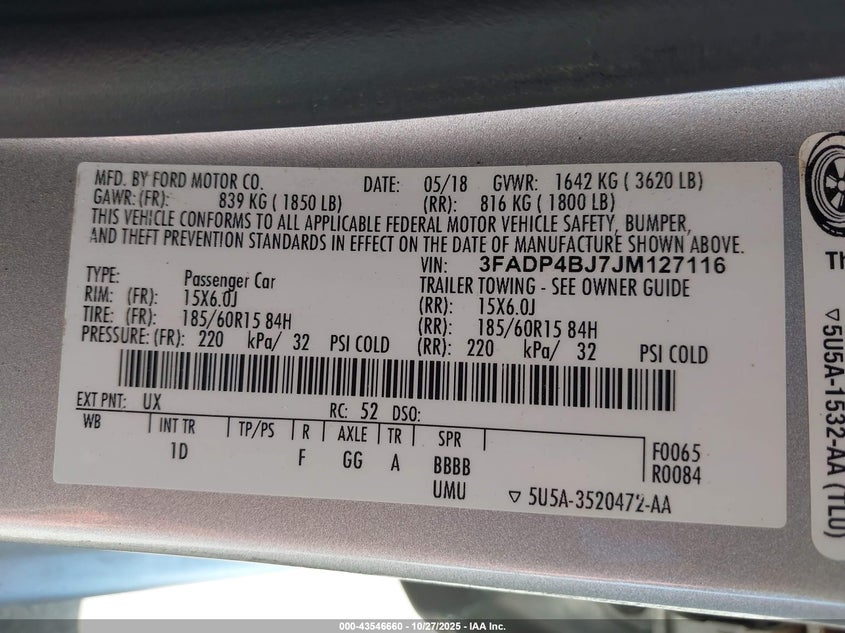 MFD. BY FORD MOTOR CO. DATE: 05/18 GVWR: 1642 KG ( 3620 LB)
GAWR: (FR): 839 KG ( 1850 LB) (RR): 816 KG ( 1800 LB)
THIS VEHICLE CONFORMS TO ALL APPLICABLE FEDERAL MOTOR VEHICLE SAFETY, BUMPER,
AND THEFT PREVENTION STANDARDS IN EFFECT ON THE DATE OF MANUFACTURE SHOWN ABOVE.
VIN: 3FADP4BJ7JM127116
TYPE: Passenger Car TRAILER TOWING - SEE OWNER GUIDE
RIM: (FR): 15X6.0J (RR): 15X6.0J
TIRE: (FR): 185/60R15 84H (RR): 185/60R15 84H
PRESSURE: (FR): 220 kPa/ 32 PSI COLD (RR): 220 kPa/ 32 PSI COLD
EXT PNT: UX RC: 52 DSO:
WB INT TR TP/PS R AXLE TR SPR F0065
1D F GG A BBBB R0084
UMU ▽ 5U5A-3520472-AA
Th
▽ 5U5A-1532-AA (TL0)
000-43546660 - 10/27/2025 - IAA Inc.